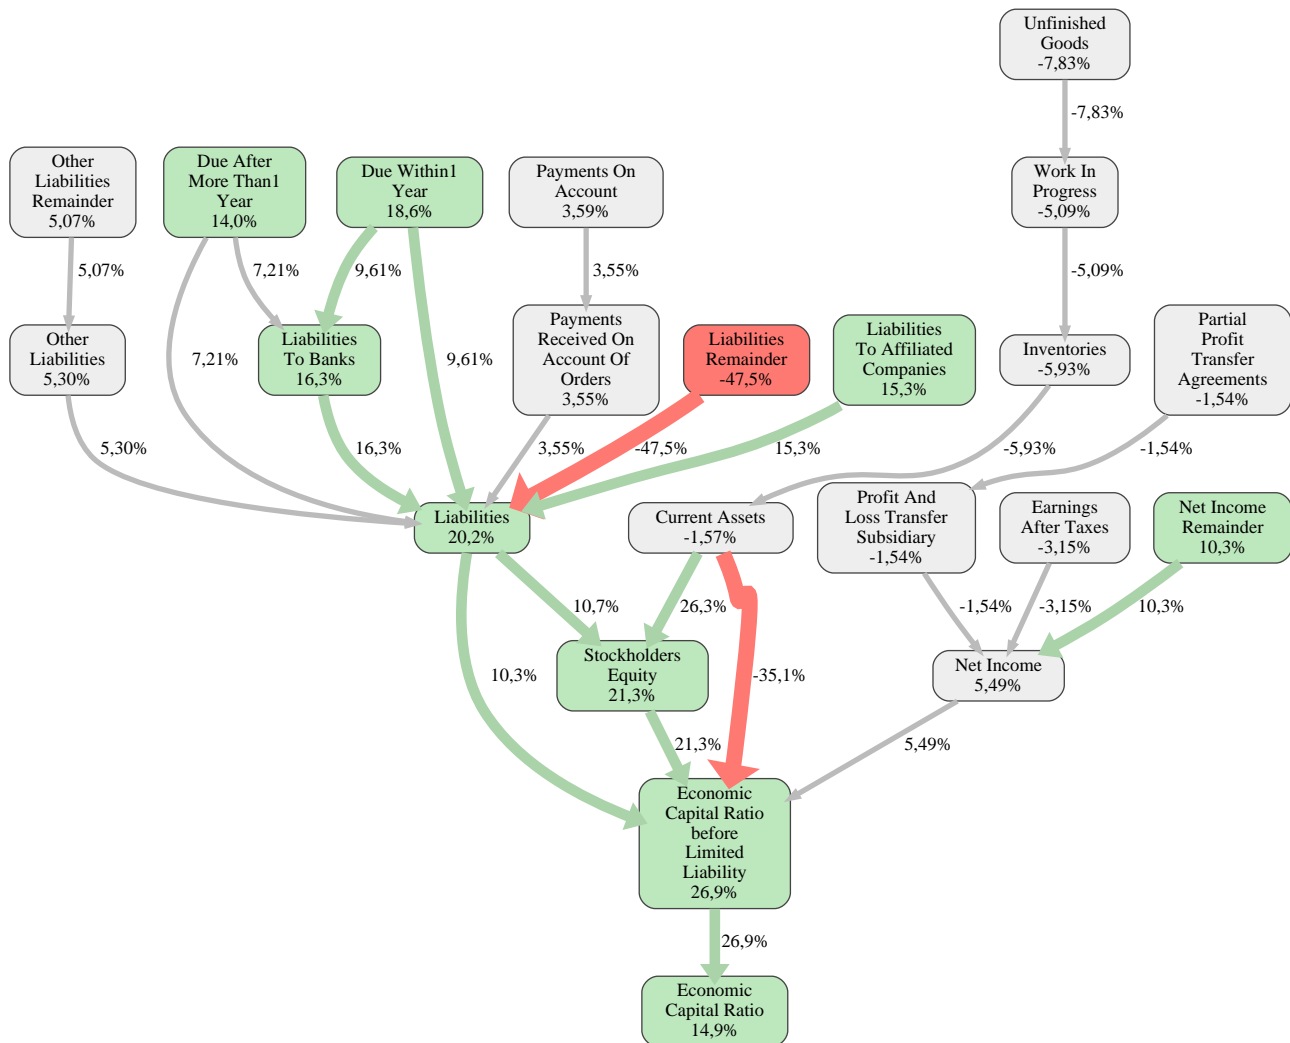 Unfinished
Goods
-7,83%
-7,83%
Other
Liabilities
Remainder
5,07%
Due After
More Than1
Year
14,0%
Due Within1
Year
18,6%
Payments On
Account
3,59%
Work In
Progress
-5,09%
5,07%
7,21%
9,61%
3,55%
-5,09%
Other
Liabilities
5,30%
7,21%
Liabilities
To Banks
16,3%
9,61%
Payments
Received On
Account Of
Orders
3,55%
Liabilities
Remainder
-47,5%
Liabilities
To Affiliated
Companies
15,3%
Inventories
-5,93%
Partial
Profit
Transfer
Agreements
-1,54%
5,30%
16,3%
3,55%
-47,5%
15,3%
-5,93%
-1,54%
Liabilities
20,2%
Current Assets
-1,57%
Profit And
Loss Transfer
Subsidiary
-1,54%
Earnings
After Taxes
-3,15%
Net Income
Remainder
10,3%
10,7%
26,3%
-1,54%
-3,15%
10,3%
10,3%
Stockholders
Equity
21,3%
-35,1%
Net Income
5,49%
21,3%
5,49%
Economic
Capital Ratio
before
Limited
Liability
26,9%
26,9%
Economic
Capital Ratio
14,9%